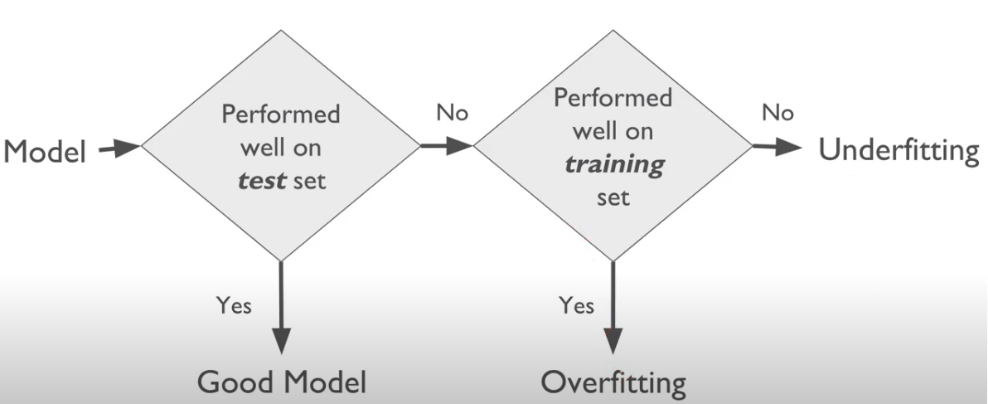 Model
Performed
well on
test set
No
Performed
well on
training
set
No
Underfitting
Yes
Good Model
Yes
Overfitting